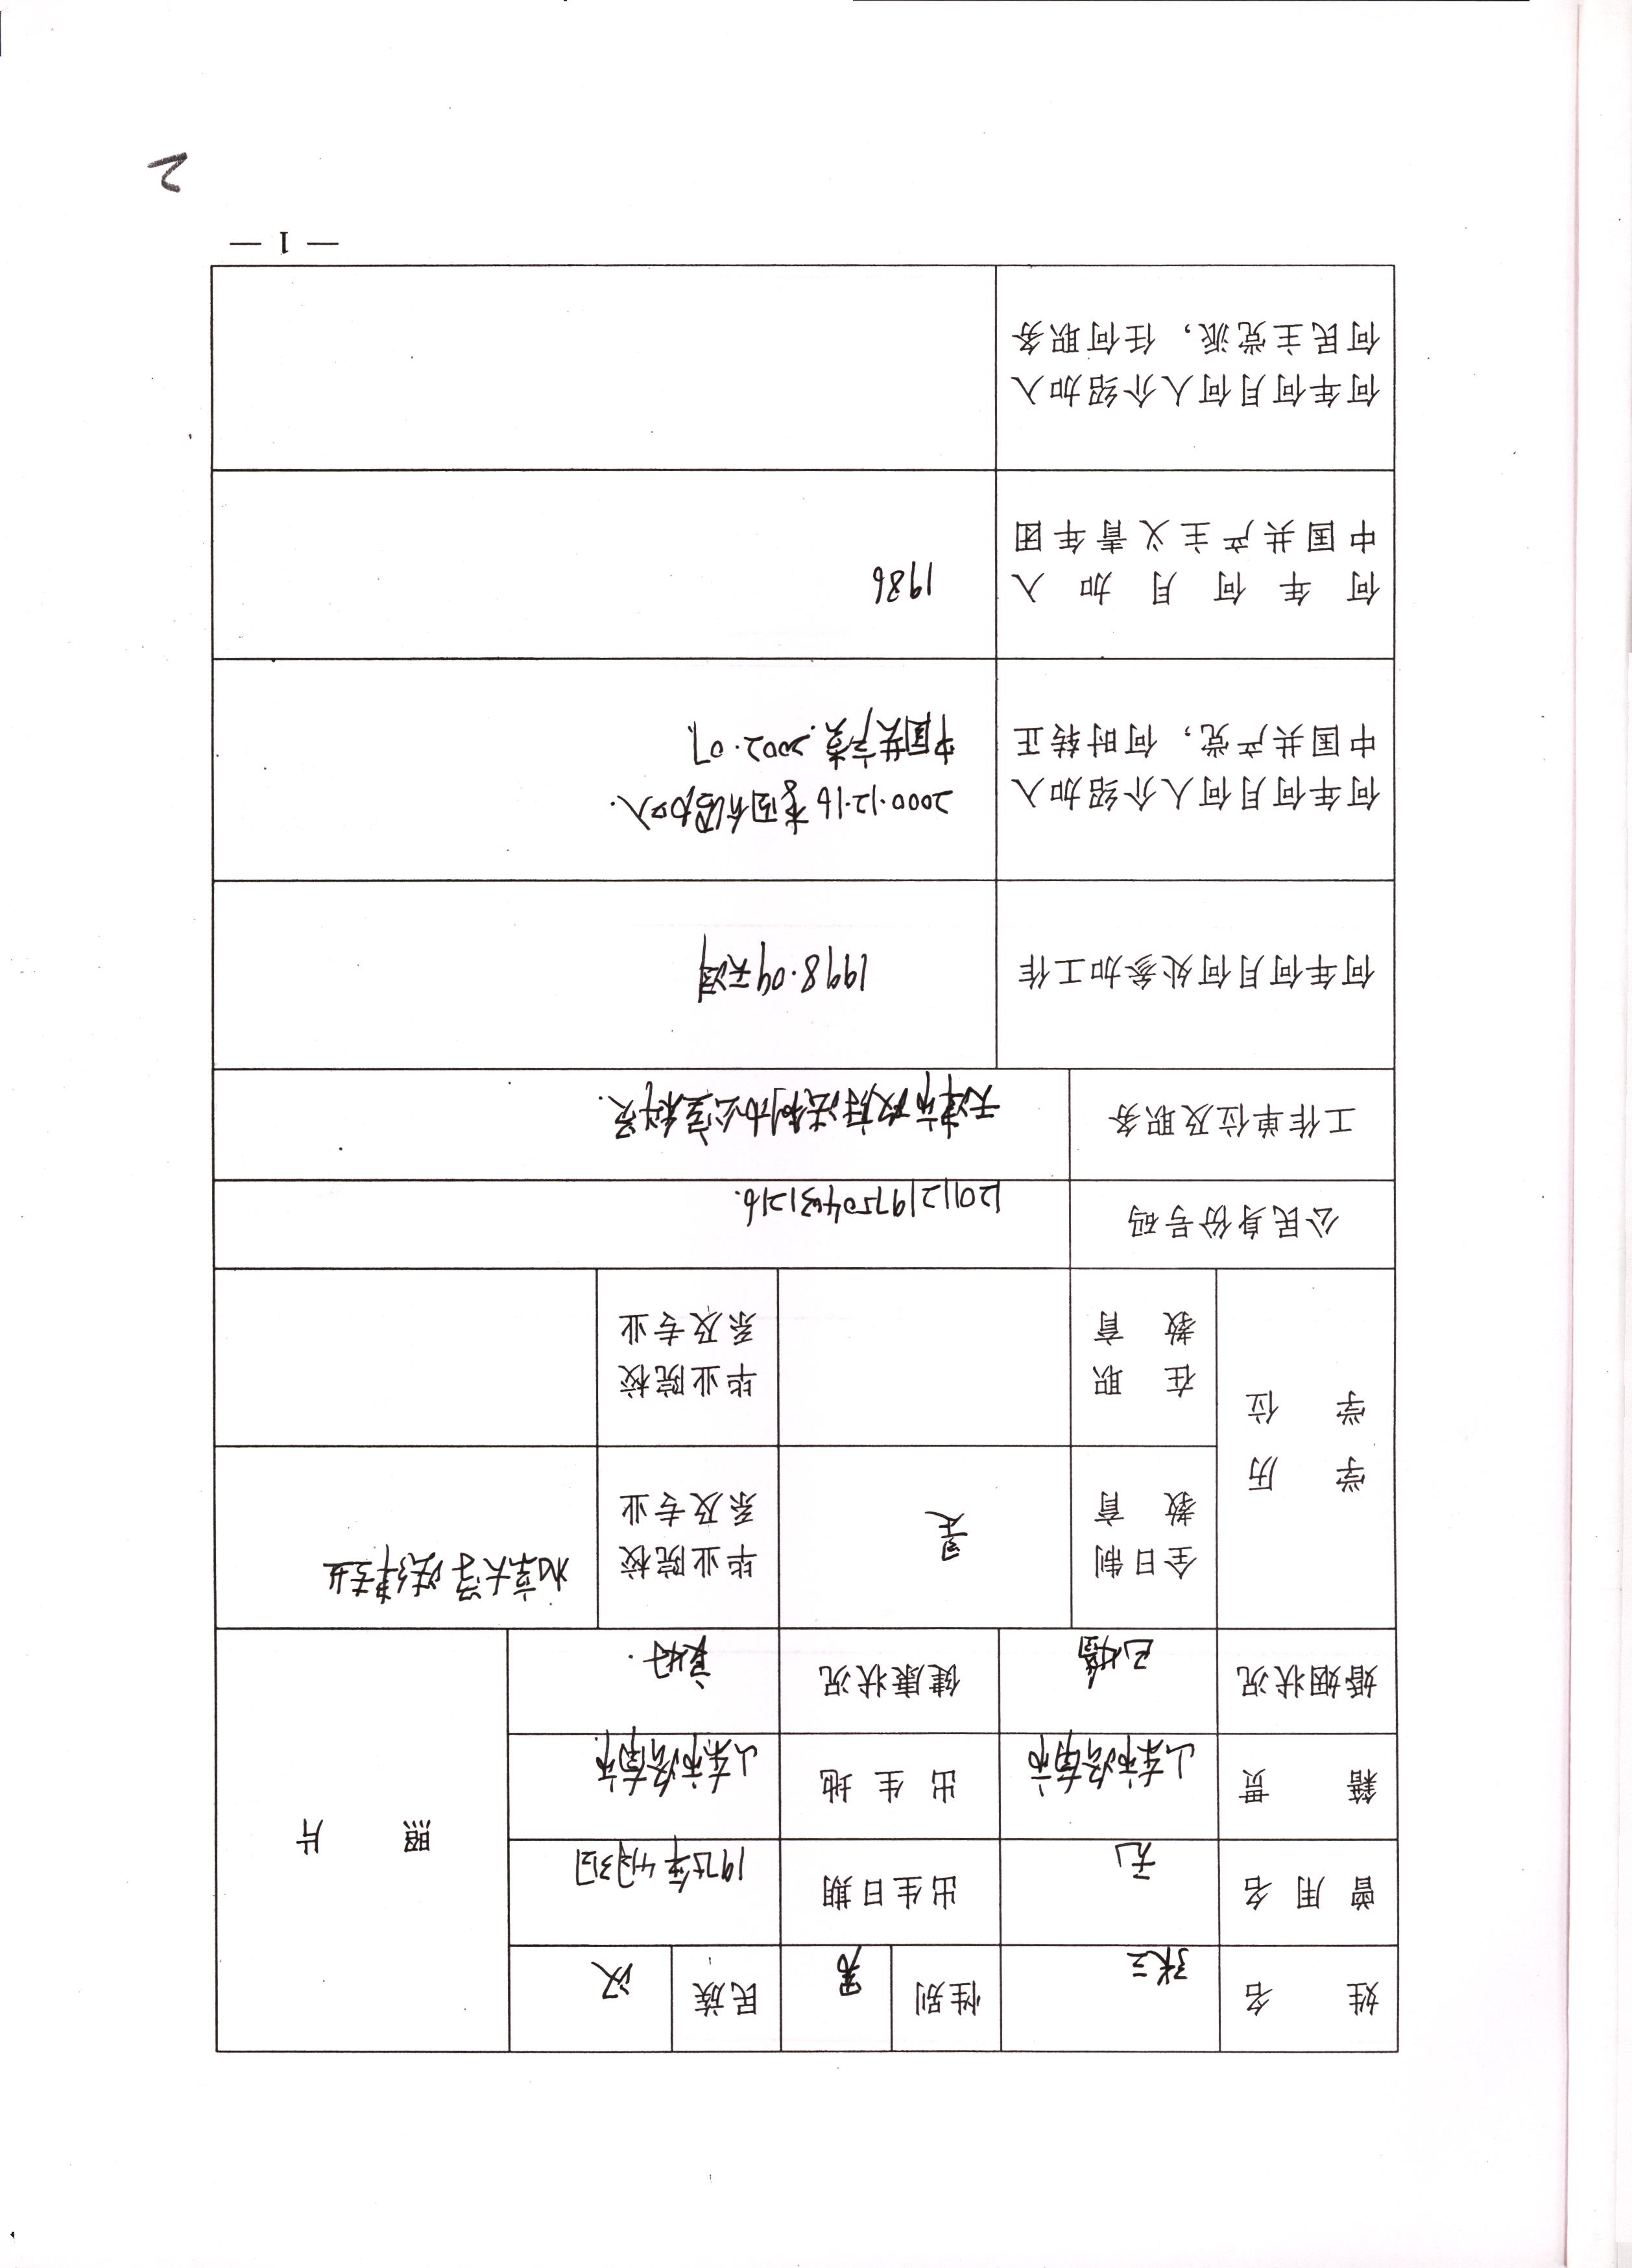 姓名 张三 性别 男 民族 汉 照片
曾用名 无 出生日期 1975年4月3日
籍贯 山东市济南市 出生地 山东市济南市
婚姻状况 已婚 健康状况 良好.
学历学位 全日制教育 是 毕业院校系及专业 北京大学法律专业
在职教育 毕业院校系及专业
公民身份号码
工作单位及职务 天津市政府法制办公室科员.
何年何月何处参加工作 1998.09天津
何年何月何人介绍加入
中国共产党，何时转正
2000.12.16 李四介绍加入.
中国共产党.2002.07.
何年何月加入
中国共产主义青年团
1986
何年何月何人介绍加入
何民主党派，任何职务
— 1 —
2